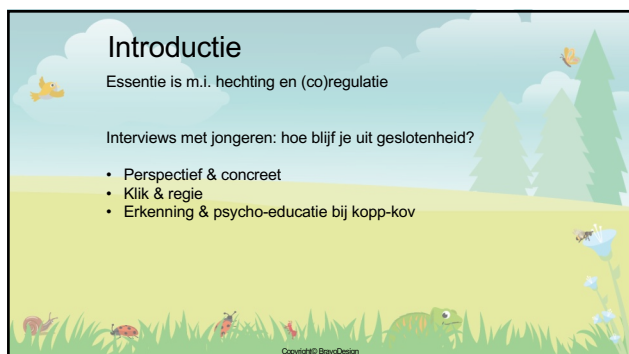 Introductie
Essentie is m.i. hechting en (co)regulatie
Interviews met jongeren: hoe blijf je uit geslotenheid?
• Perspectief & concreet
• Klik & regie
• Erkenning & psycho-educatie bij kopp-kov
Copyright© BravoDesign